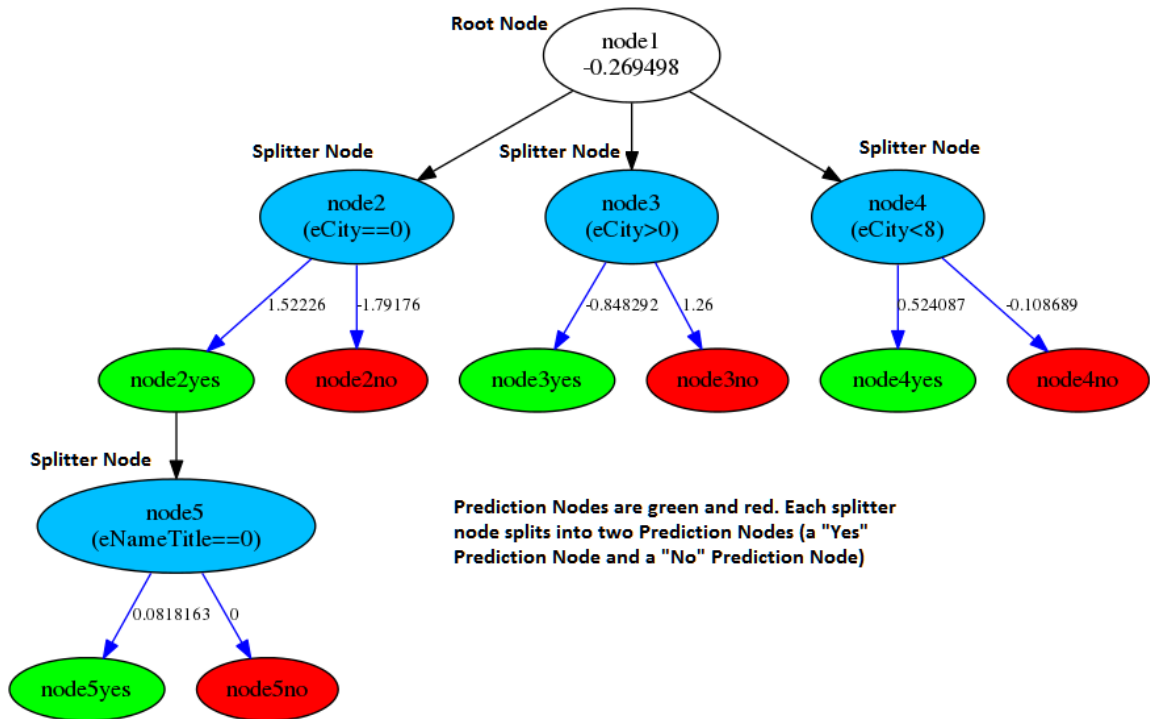 Root Node
node1
-0.269498
Splitter Node
Splitter Node
Splitter Node
node2
(eCity==0)
node3
(eCity>0)
node4
(eCity<8)
1.52226
-1.79176
-0.848292
1.26
0.524087
-0.108689
node2yes
node2no
node3yes
node3no
node4yes
node4no
Splitter Node
node5
(eNameTitle==0)
Prediction Nodes are green and red. Each splitter
node splits into two Prediction Nodes (a "Yes"
Prediction Node and a "No" Prediction Node)
0.0818163
0
node5yes
node5no